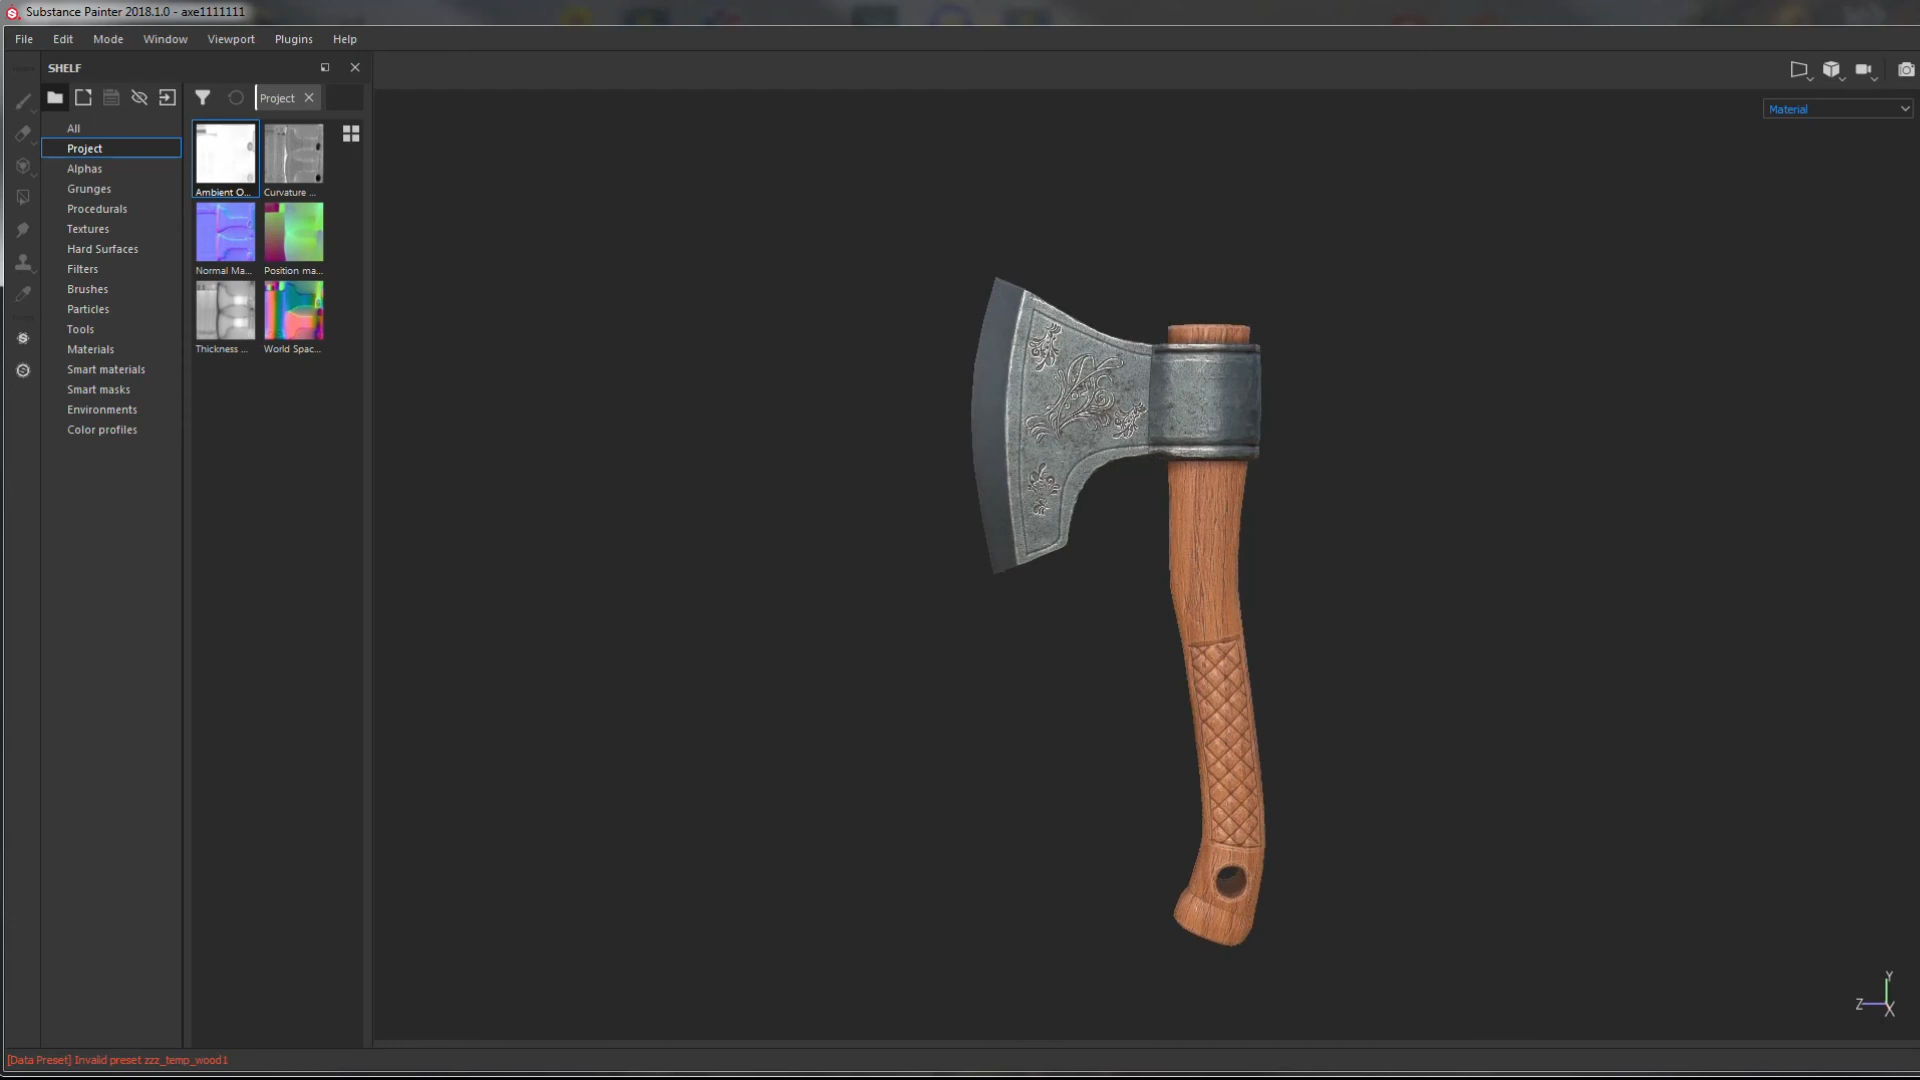 Substance Painter 2018.1.0 - axe1111111
File Edit Mode Window Viewport Plugins Help
SHELF
Project
Material
All
Project
Alphas
Grunges
Procedurals
Textures
Hard Surfaces
Filters
Brushes
Particles
Tools
Materials
Smart materials
Smart masks
Environments
Color profiles
Ambient O... Curvature ...
Normal Ma... Position ma...
Thickness ... World Spac...
Y
Z
X
[Data Preset] Invalid preset zzz_temp_wood1